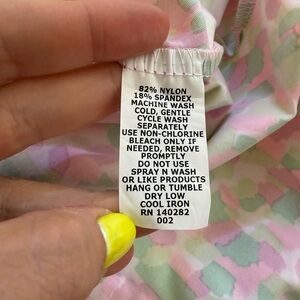 82% NYLON
18% SPANDEX
MACHINE WASH
COLD, GENTLE
CYCLE WASH
SEPARATELY
USE NON-CHLORINE
BLEACH ONLY IF
NEEDED, REMOVE
PROMPTLY
DO NOT USE
SPRAY N WASH
OR LIKE PRODUCTS
HANG OR TUMBLE
DRY LOW
COOL IRON
RN 140282
002